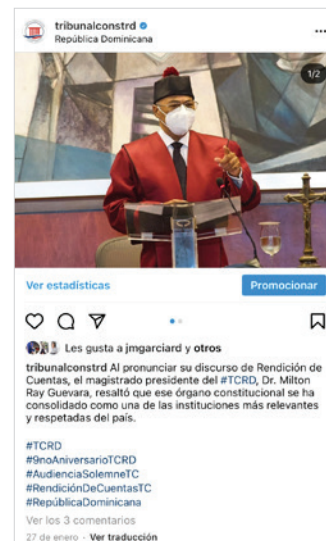 tribunalconstrd
República Dominicana
1/2
Ver estadísticas
Promocionar
Les gusta a jmgarciard y otros
tribunalconstrd Al pronunciar su discurso de Rendición de
Cuentas, el magistrado presidente del #TCRD, Dr. Milton
Ray Guevara, resaltó que ese órgano constitucional se ha
consolidado como una de las instituciones más relevantes
y respetadas del país.
#TCRD
#9noAniversarioTCRD
#AudienciaSolemneTC
#RendiciónDeCuentasTC
#RepúblicaDominicana
Ver los 3 comentarios
27 de enero · Ver traducción